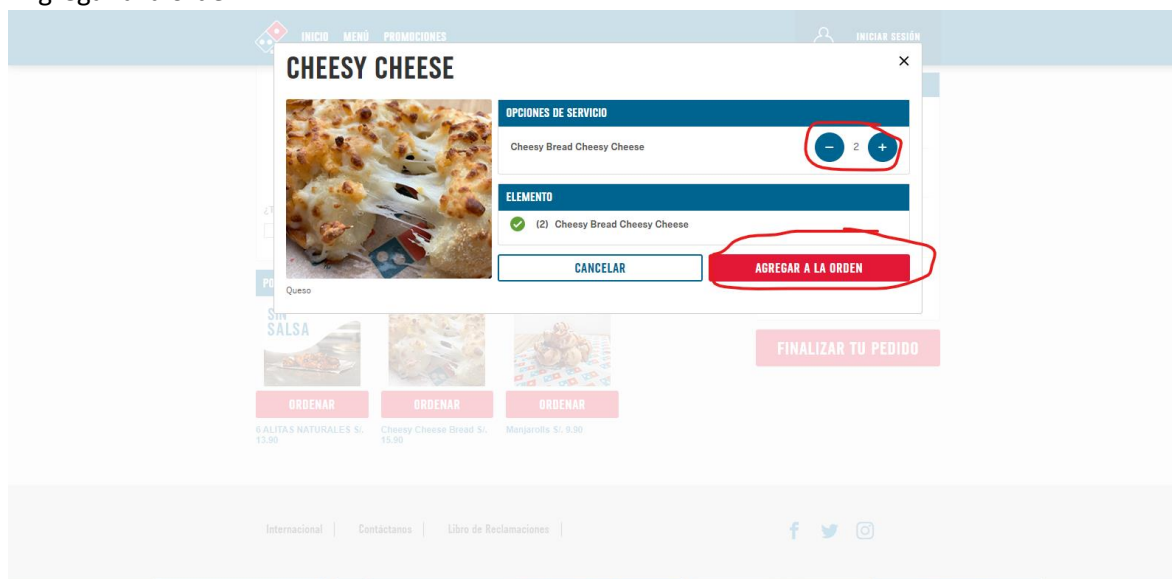 INICIO MENÚ PROMOCIONES INICIAR SESIÓN
CHEESY CHEESE
OPCIONES DE SERVICIO
Cheesy Bread Cheesy Cheese 2
ELEMENTO
(2) Cheesy Bread Cheesy Cheese
CANCELAR AGREGAR A LA ORDEN
Queso
SIN
SALSA
FINALIZAR TU PEDIDO
ORDENAR ORDENAR ORDENAR
6 ALITAS NATURALES S/. 13.90
Cheesy Cheese Bread S/. 15.90
Manjarolls S/. 9.90
Internacional | Contáctanos | Libro de Reclamaciones |